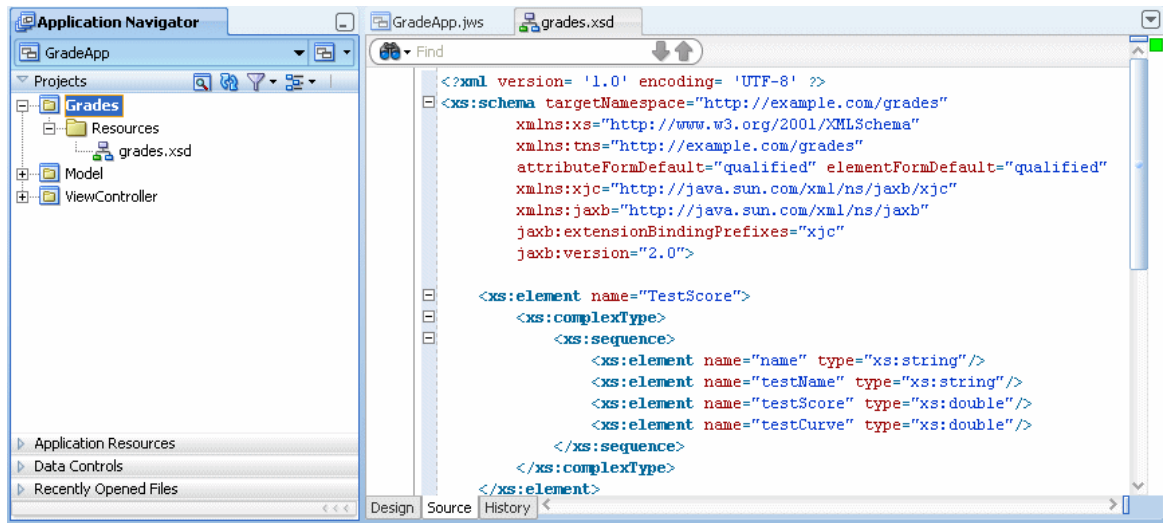 Application Navigator
GradeApp
Projects
Grades
Resources
grades.xsd
Model
ViewController
Application Resources
Data Controls
Recently Opened Files
GradeApp.jws
grades.xsd
Find
<?xml version= '1.0' encoding= 'UTF-8' ?>
<xs:schema targetNamespace="http://example.com/grades"
xmlns:xs="http://www.w3.org/2001/XMLSchema"
xmlns:tns="http://example.com/grades"
attributeFormDefault="qualified" elementFormDefault="qualified"
xmlns:xjc="http://java.sun.com/xml/ns/jaxb/xjc"
xmlns:jaxb="http://java.sun.com/xml/ns/jaxb"
jaxb:extensionBindingPrefixes="xjc"
jaxb:version="2.0">
<xs:element name="TestScore">
<xs:complexType>
<xs:sequence>
<xs:element name="name" type="xs:string"/>
<xs:element name="testName" type="xs:string"/>
<xs:element name="testScore" type="xs:double"/>
<xs:element name="testCurve" type="xs:double"/>
</xs:sequence>
</xs:complexType>
</xs:element>
Design Source History